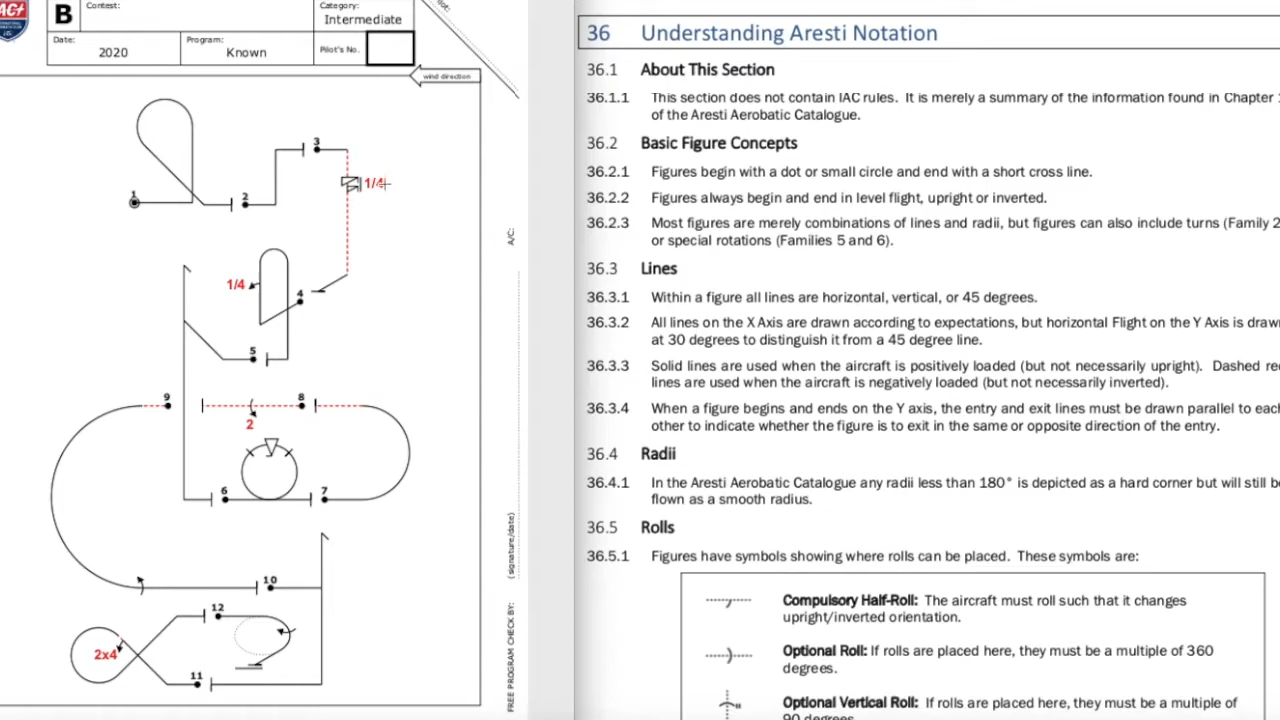 B
Contest:
Category:
Intermediate
Date:
2020
Program:
Known
Pilot's No.
wind direction
1
2
3
1/4
1/4
4
5
9
8
2
6
7
10
12
2x4
11
A/C:
(signature/date)
FREE PROGRAM CHECK BY:
36 Understanding Aresti Notation
36.1 About This Section
36.1.1 This section does not contain IAC rules. It is merely a summary of the information found in Chapter
of the Aresti Aerobatic Catalogue.
36.2 Basic Figure Concepts
36.2.1 Figures begin with a dot or small circle and end with a short cross line.
36.2.2 Figures always begin and end in level flight, upright or inverted.
36.2.3 Most figures are merely combinations of lines and radii, but figures can also include turns (Family 2
or special rotations (Families 5 and 6).
36.3 Lines
36.3.1 Within a figure all lines are horizontal, vertical, or 45 degrees.
36.3.2 All lines on the X Axis are drawn according to expectations, but horizontal Flight on the Y Axis is draw
at 30 degrees to distinguish it from a 45 degree line.
36.3.3 Solid lines are used when the aircraft is positively loaded (but not necessarily upright). Dashed re
lines are used when the aircraft is negatively loaded (but not necessarily inverted).
36.3.4 When a figure begins and ends on the Y axis, the entry and exit lines must be drawn parallel to eac
other to indicate whether the figure is to exit in the same or opposite direction of the entry.
36.4 Radii
36.4.1 In the Aresti Aerobatic Catalogue any radii less than 180° is depicted as a hard corner but will still b
flown as a smooth radius.
36.5 Rolls
36.5.1 Figures have symbols showing where rolls can be placed. These symbols are:
Compulsory Half-Roll: The aircraft must roll such that it changes
upright/inverted orientation.
Optional Roll: If rolls are placed here, they must be a multiple of 360
degrees.
Optional Vertical Roll: If rolls are placed here, they must be a multiple of
90 degrees